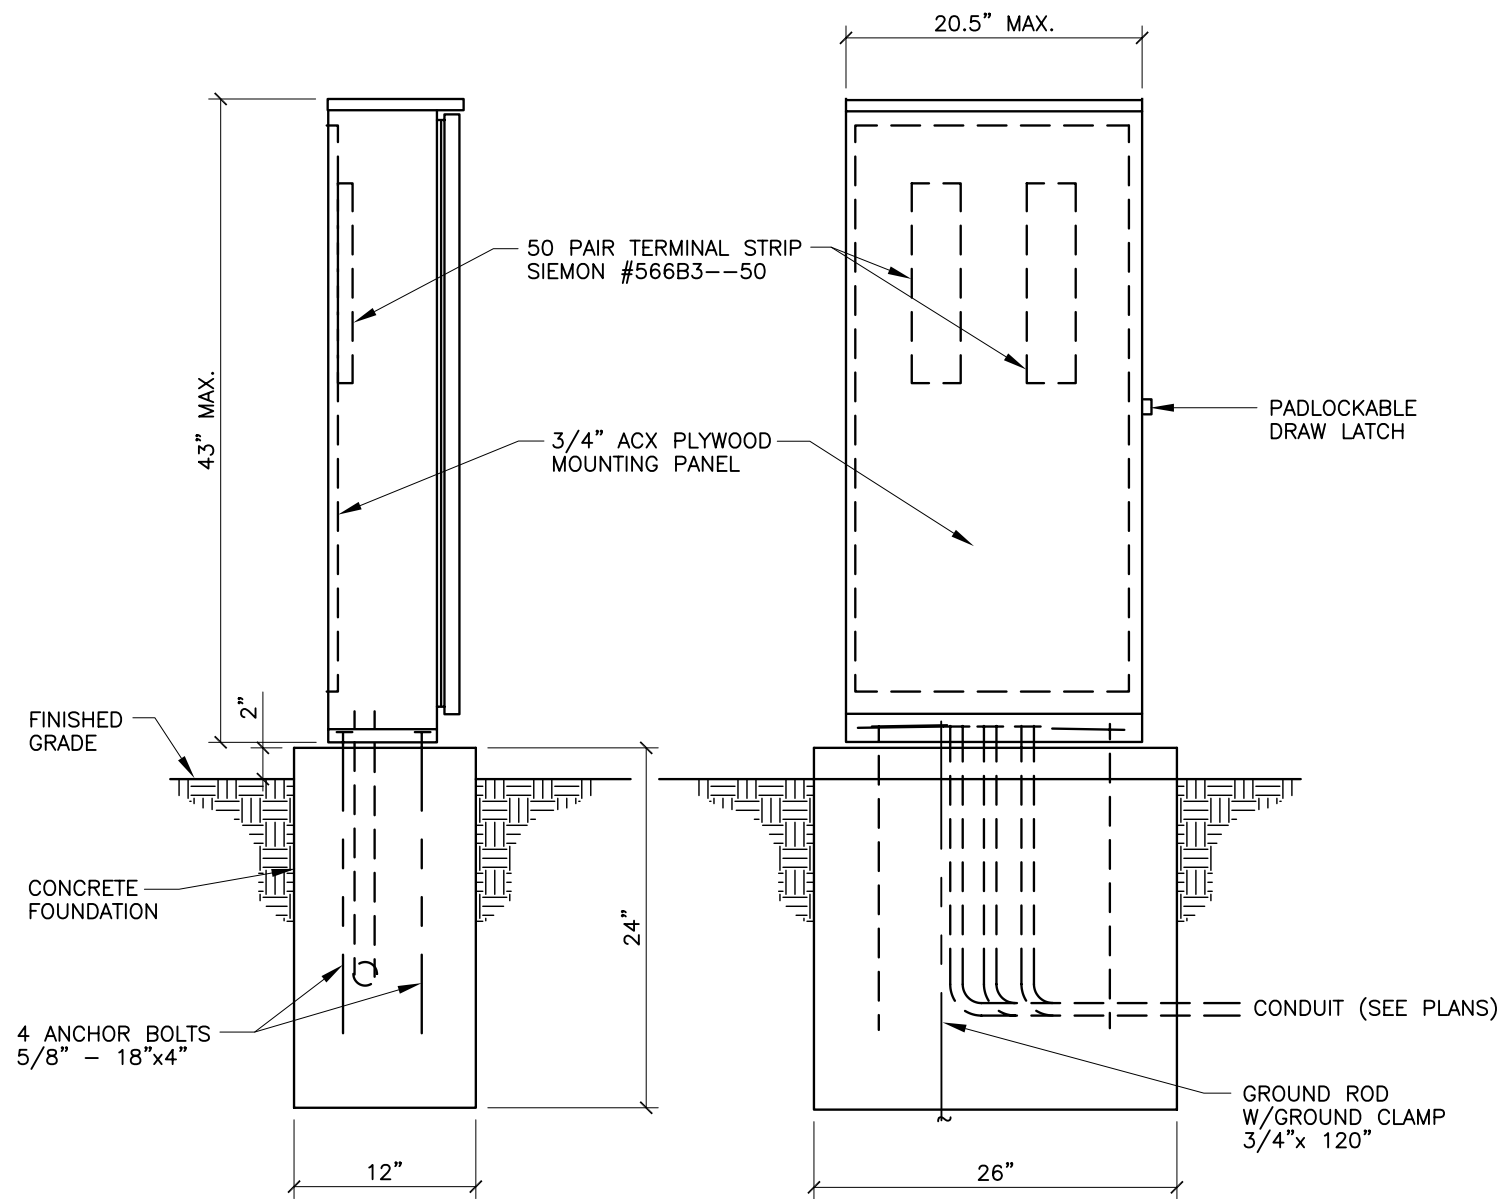 20.5” MAX.
50 PAIR TERMINAL STRIP
SIEMON #566B3--50
43” MAX.
PADLOCKABLE
DRAW LATCH
3/4” ACX PLYWOOD
MOUNTING PANEL
2”
FINISHED
GRADE
CONCRETE
FOUNDATION
24”
4 ANCHOR BOLTS
5/8” – 18”x4”
CONDUIT (SEE PLANS)
GROUND ROD
W/GROUND CLAMP
3/4”x 120”
12”
26”